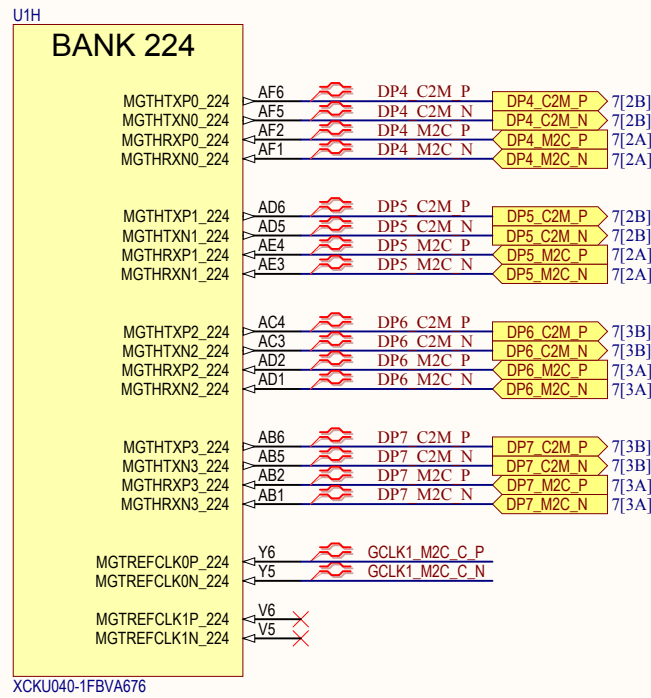 U1H
BANK 224
MGTHTXP0_224 AF6 DP4_C2M_P DP4_C2M_P 7[2B]
MGTHTXN0_224 AF5 DP4_C2M_N DP4_C2M_N 7[2B]
MGTHRXP0_224 AF2 DP4_M2C_P DP4_M2C_P 7[2A]
MGTHRXN0_224 AF1 DP4_M2C_N DP4_M2C_N 7[2A]
MGTHTXP1_224 AD6 DP5_C2M_P DP5_C2M_P 7[2B]
MGTHTXN1_224 AD5 DP5_C2M_N DP5_C2M_N 7[2B]
MGTHRXP1_224 AE4 DP5_M2C_P DP5_M2C_P 7[2A]
MGTHRXN1_224 AE3 DP5_M2C_N DP5_M2C_N 7[2A]
MGTHTXP2_224 AC4 DP6_C2M_P DP6_C2M_P 7[3B]
MGTHTXN2_224 AC3 DP6_C2M_N DP6_C2M_N 7[3B]
MGTHRXP2_224 AD2 DP6_M2C_P DP6_M2C_P 7[3A]
MGTHRXN2_224 AD1 DP6_M2C_N DP6_M2C_N 7[3A]
MGTHTXP3_224 AB6 DP7_C2M_P DP7_C2M_P 7[3B]
MGTHTXN3_224 AB5 DP7_C2M_N DP7_C2M_N 7[3B]
MGTHRXP3_224 AB2 DP7_M2C_P DP7_M2C_P 7[3A]
MGTHRXN3_224 AB1 DP7_M2C_N DP7_M2C_N 7[3A]
MGTREFCLK0P_224 Y6 GCLK1_M2C_C_P
MGTREFCLK0N_224 Y5 GCLK1_M2C_C_N
MGTREFCLK1P_224 V6
MGTREFCLK1N_224 V5
XCKU040-1FBVA676